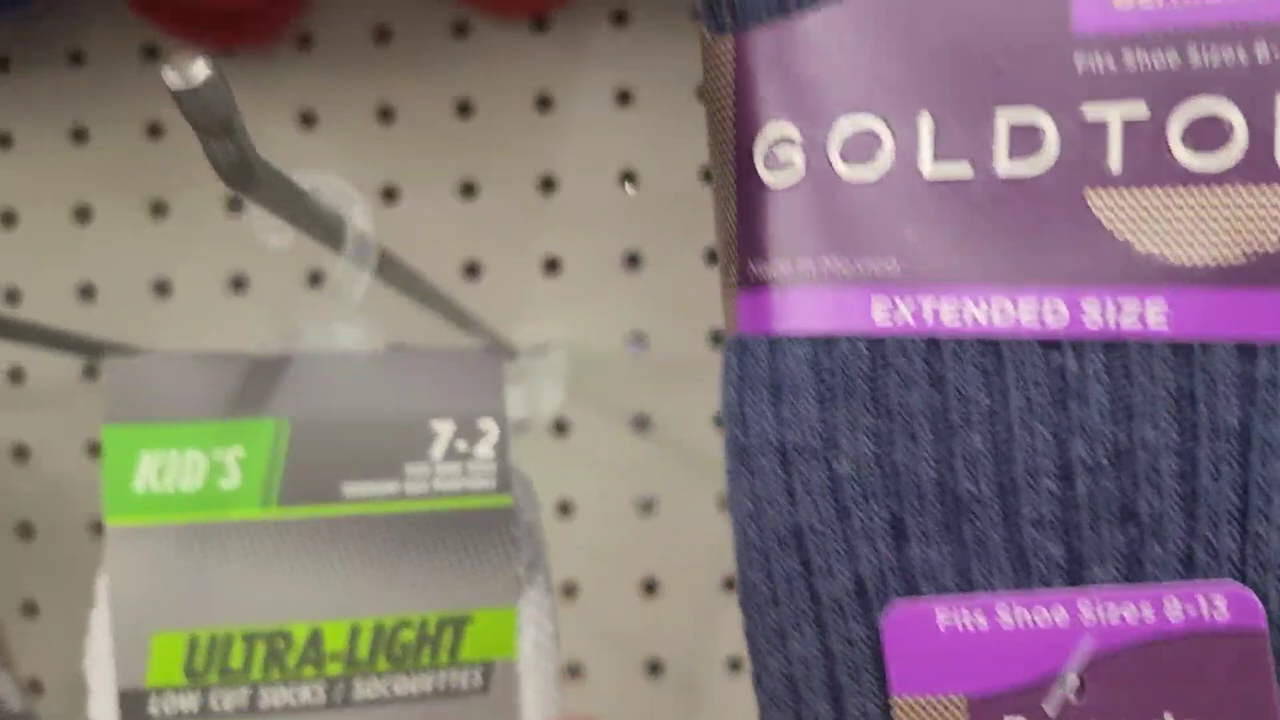 Fits Shoe Sizes 8-
GOLDTO
EXTENDED SIZE
KID'S
7-2
ULTRA-LIGHT
LOW CUT SOCKS / SOCQUETTES
Fits Shoe Sizes 8-13